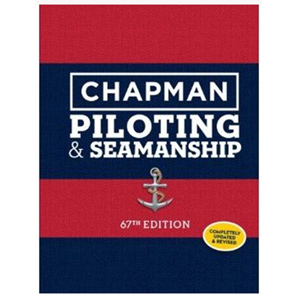 CHAPMAN
PILOTING
& SEAMANSHIP
67TH EDITION
COMPLETELY
UPDATED
& REVISED